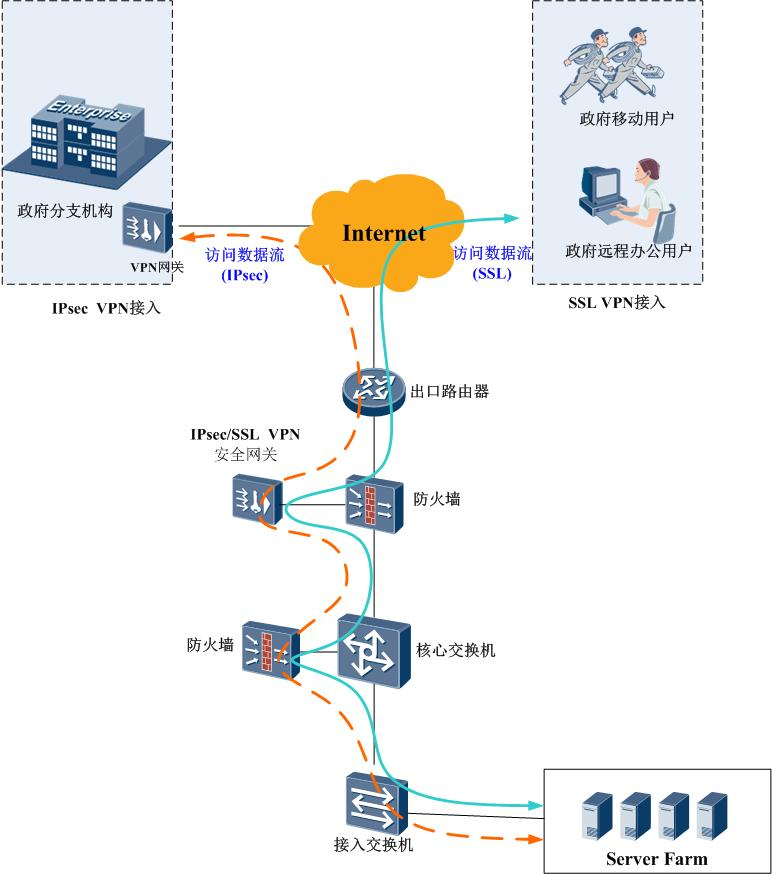 Enterprise
政府分支机构
VPN网关
IPsec VPN接入
政府移动用户
政府远程办公用户
SSL VPN接入
Internet
访问数据流
(IPsec)
访问数据流
(SSL)
出口路由器
IPsec/SSL VPN
安全网关
防火墙
防火墙
核心交换机
接入交换机
Server Farm